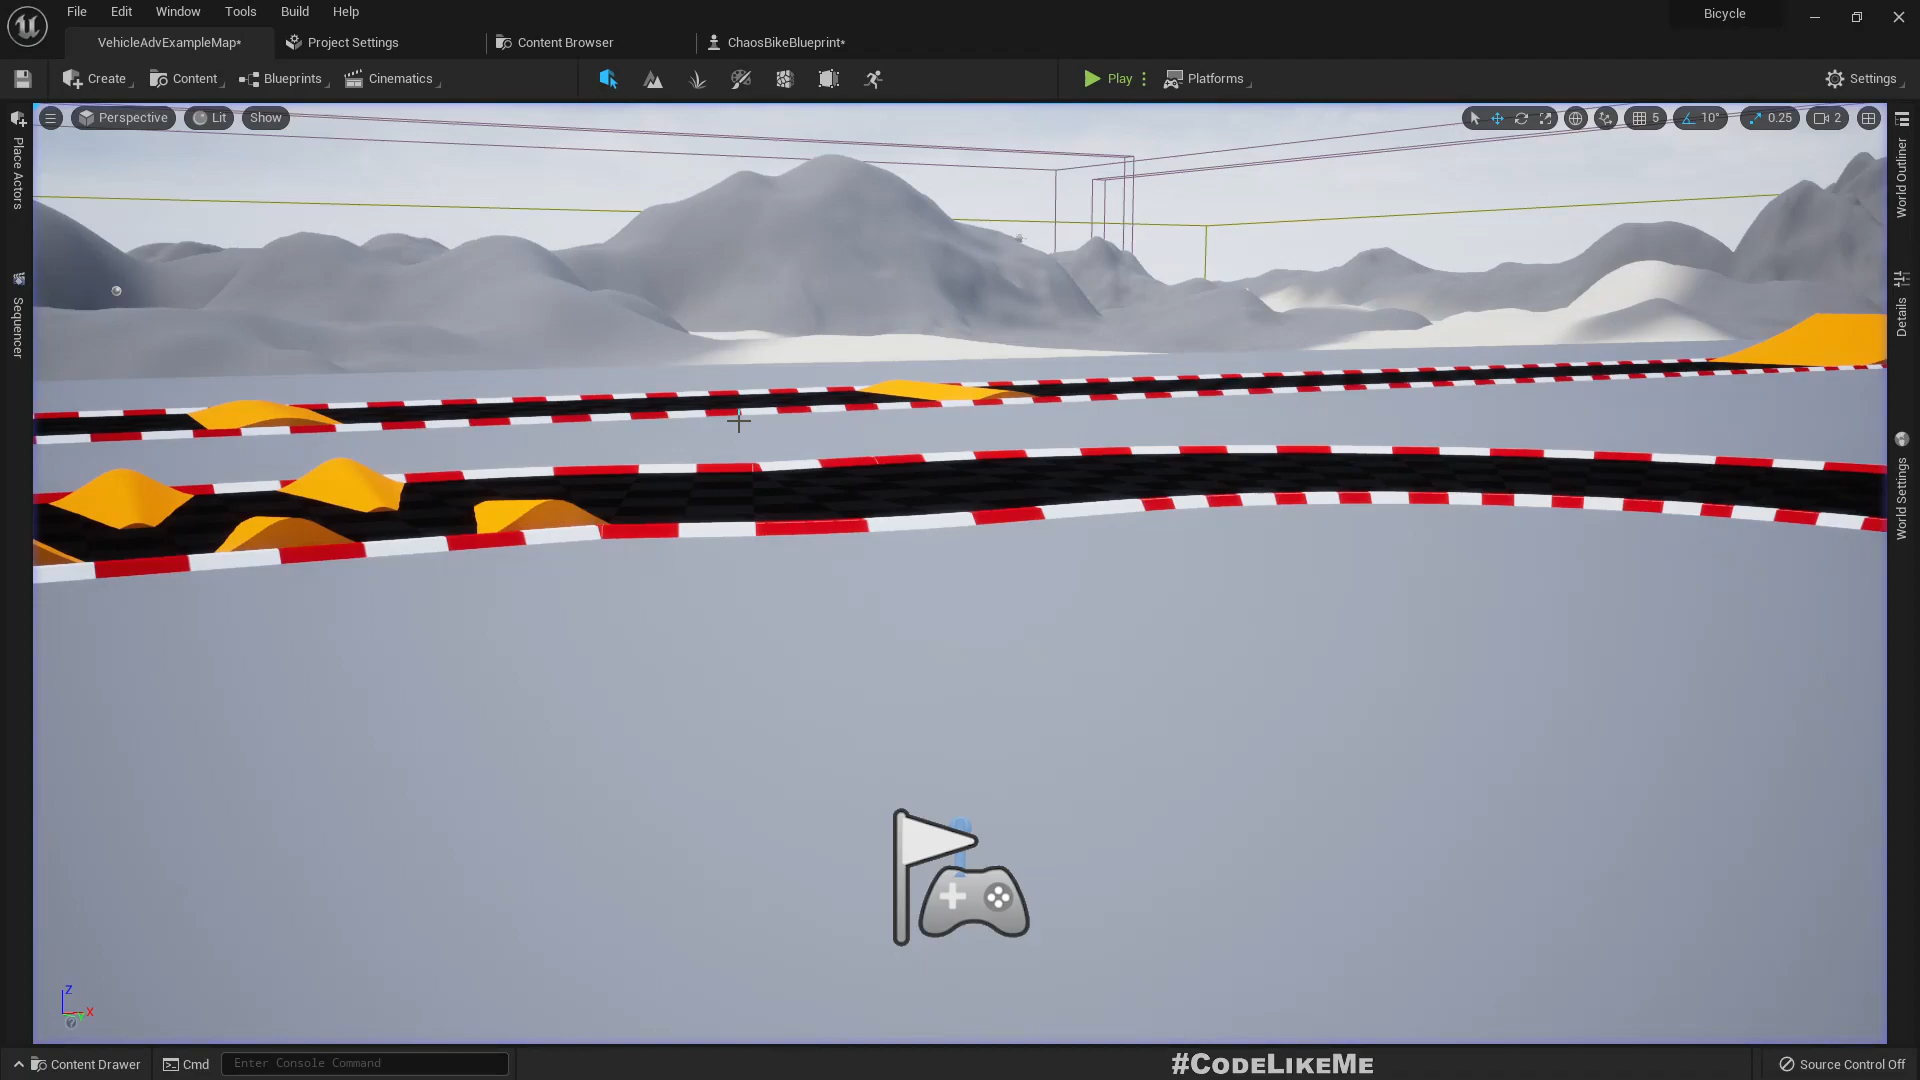 File Edit Window Tools Build Help
Bicycle
VehicleAdvExampleMap*
Project Settings
Content Browser
ChaosBikeBlueprint*
Create
Content
Blueprints
Cinematics
Play
Platforms
Settings
Perspective
Lit
Show
5
10°
0.25
2
Place Actors
Sequencer
World Outliner
Details
World Settings
Z
X
Y
Content Drawer
Cmd
Enter Console Command
#CodeLikeMe
Source Control Off